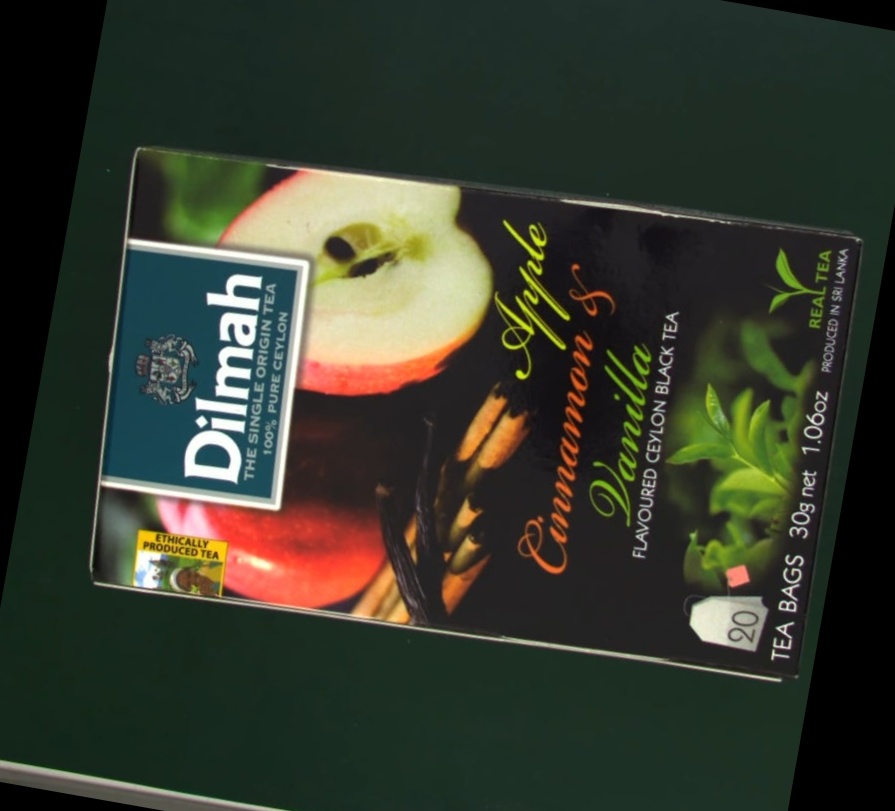 Dilmah
THE SINGLE ORIGIN TEA
100% PURE CEYLON
ETHICALLY
PRODUCED TEA
Apple
Cinnamon &
Vanilla
FLAVOURED CEYLON BLACK TEA
REAL TEA
PRODUCED IN SRI LANKA
20
TEA BAGS 30g net 1.06oz